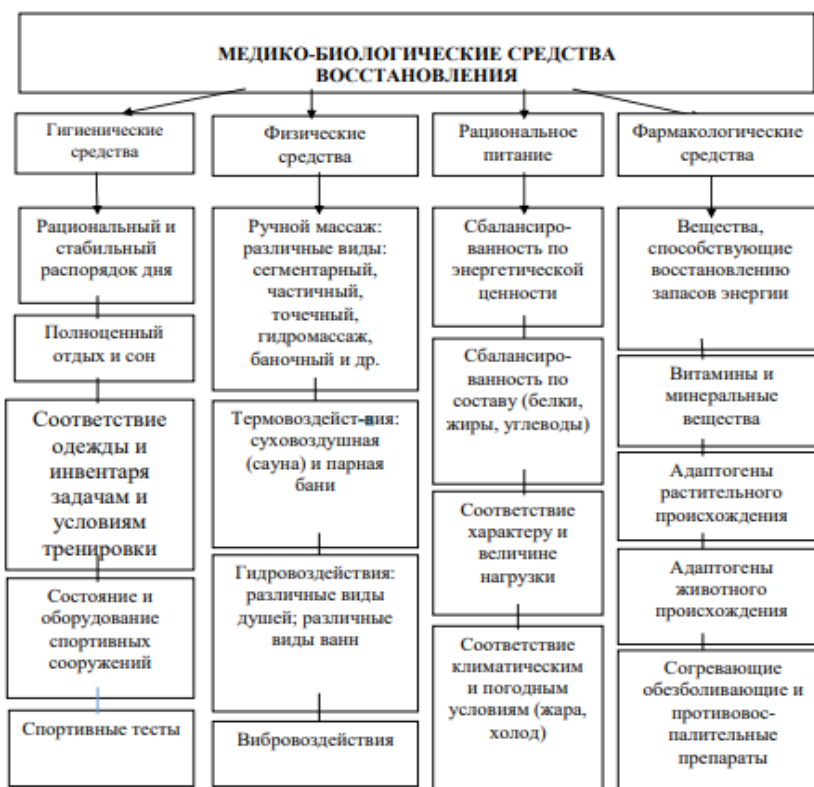 МЕДИКО-БИОЛОГИЧЕСКИЕ СРЕДСТВА
ВОССТАНОВЛЕНИЯ
Гигиенические
средства
Рациональный и
стабильный
распорядок дня
Полноценный
отдых и сон
Соответствие
одежды и
инвентаря
задачам и
условиям
тренировки
Состояние и
оборудование
спортивных
сооружений
Спортивные тесты
Физические
средства
Ручной массаж:
различные виды:
сегментарный,
частичный,
точечный,
гидромассаж,
баночный и др.
Термовоздейст-вия:
суховоздушная
(сауна) и парная
бани
Гидровоздействия:
различные виды
душей; различные
виды ванн
Вибровоздействия
Рациональное
питание
Сбалансиро-
ванность по
энергетической
ценности
Сбалансиро-
ванность по
составу (белки,
жиры, углеводы)
Соответствие
характеру и
величине
нагрузки
Соответствие
климатическим
и погодным
условиям (жара,
холод)
Фармакологические
средства
Вещества,
способствующие
восстановлению
запасов энергии
Витамины и
минеральные
вещества
Адаптогены
растительного
происхождения
Адаптогены
животного
происхождения
Согревающие
обезболивающие и
противовос-
палительные
препараты